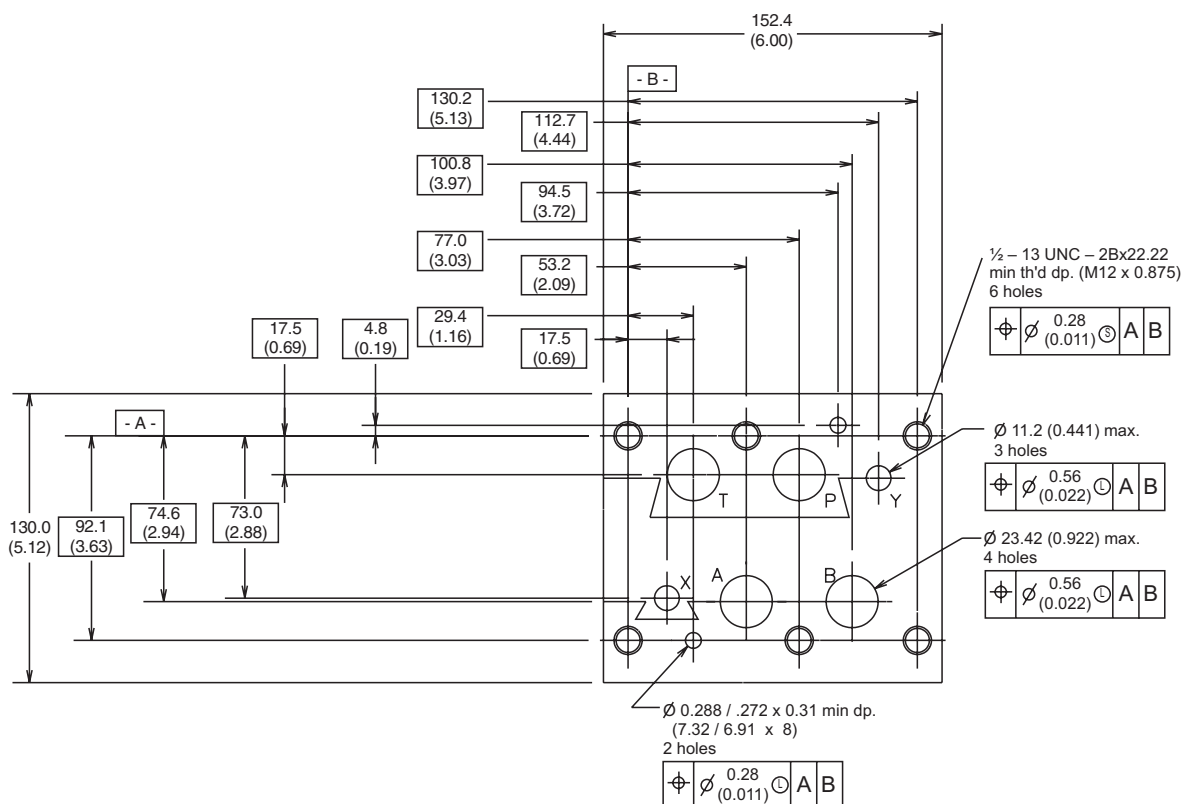 152.4
(6.00)
- B -
130.2
(5.13)
112.7
(4.44)
100.8
(3.97)
94.5
(3.72)
77.0
(3.03)
53.2
(2.09)
29.4
(1.16)
17.5
(0.69)
4.8
(0.19)
17.5
(0.69)
½ – 13 UNC – 2Bx22.22
min th'd dp. (M12 x 0.875)
6 holes
⌖ Ø 0.28 (0.011) Ⓢ A B
- A -
Ø 11.2 (0.441) max.
3 holes
⌖ Ø 0.56 (0.022) Ⓛ A B
T
P
Y
130.0
(5.12)
92.1
(3.63)
74.6
(2.94)
73.0
(2.88)
Ø 23.42 (0.922) max.
4 holes
⌖ Ø 0.56 (0.022) Ⓛ A B
X
A
B
Ø 0.288 / .272 x 0.31 min dp.
(7.32 / 6.91 x 8)
2 holes
⌖ Ø 0.28 (0.011) Ⓛ A B